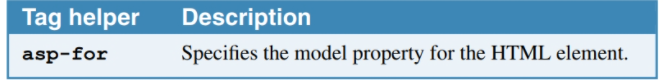 Tag helper Description
asp-for Specifies the model property for the HTML element.